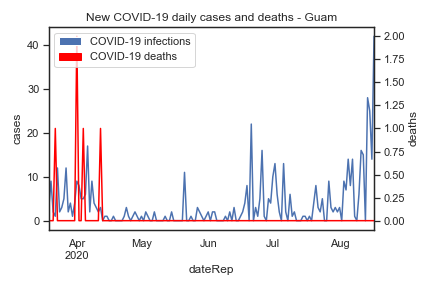 New COVID-19 daily cases and deaths - Guam
COVID-19 infections
COVID-19 deaths
40
30
20
10
0
cases
2.00
1.75
1.50
1.25
1.00
0.75
0.50
0.25
0.00
deaths
Apr May Jun Jul Aug
2020
dateRep